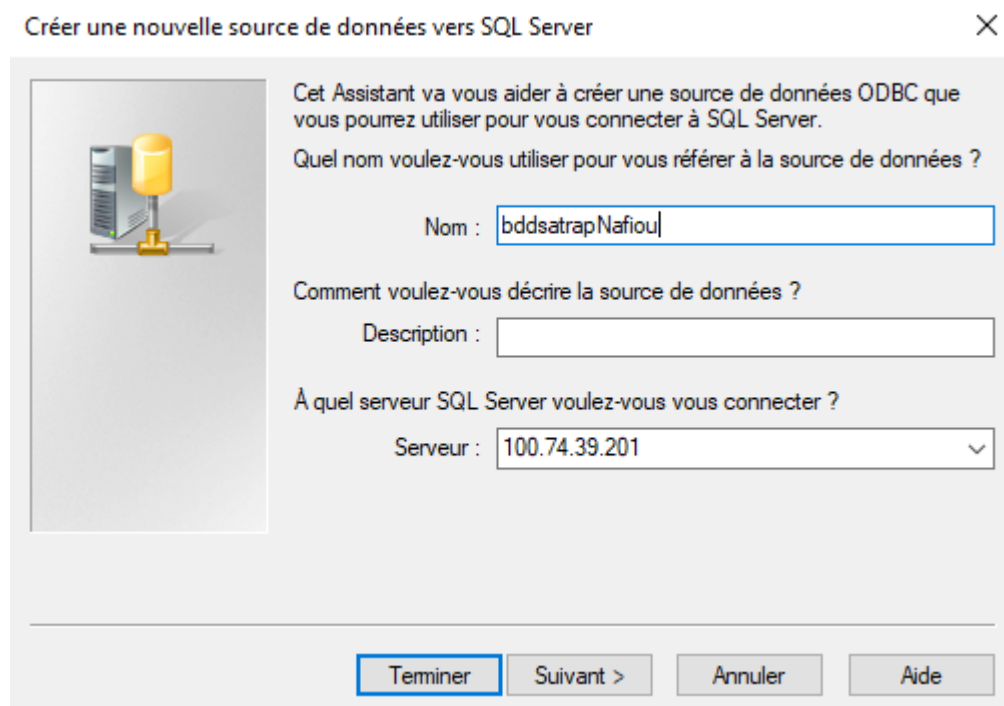 Créer une nouvelle source de données vers SQL Server
Cet Assistant va vous aider à créer une source de données ODBC que
vous pourrez utiliser pour vous connecter à SQL Server.
Quel nom voulez-vous utiliser pour vous référer à la source de données ?
Nom : bddsatrapNafiou
Comment voulez-vous décrire la source de données ?
Description :
À quel serveur SQL Server voulez-vous vous connecter ?
Serveur : 100.74.39.201
Terminer Suivant > Annuler Aide